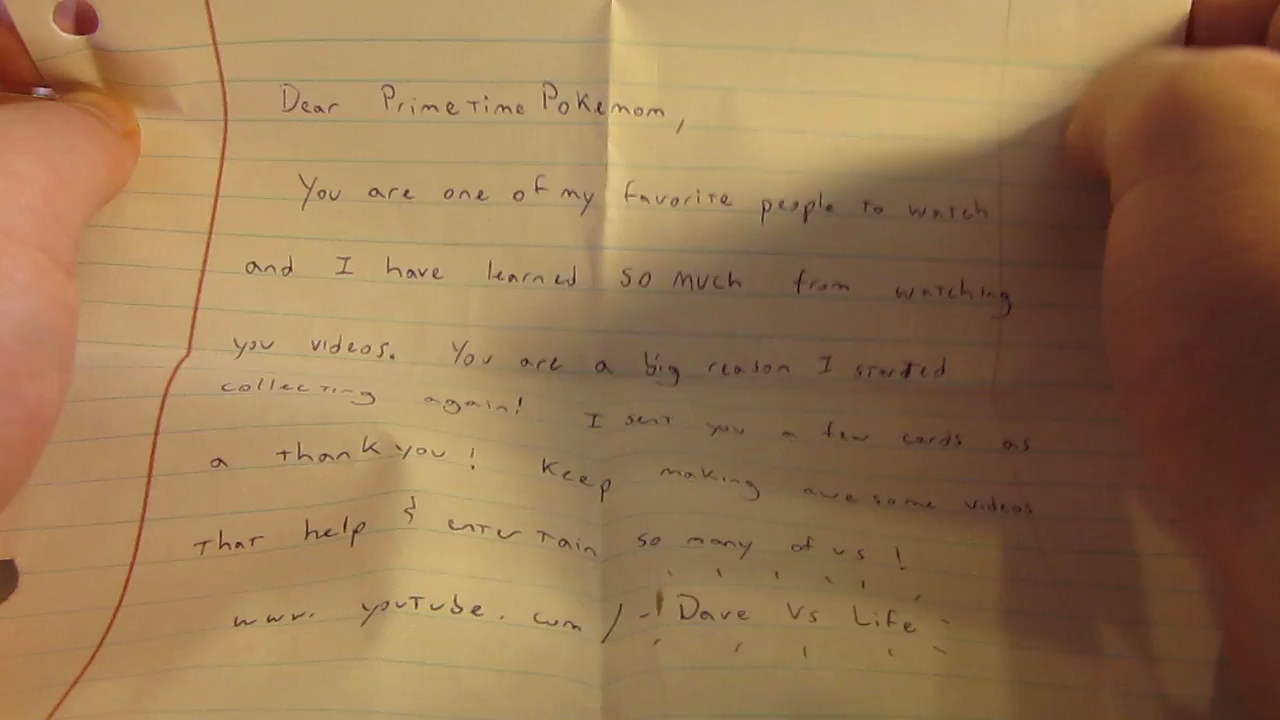 Dear PrimeTime Pokemom,
You are one of my favorite people to watch
and I have learned so much from watching
you videos. You are a big reason I started
collecting again! I sent you a few cards as
a thank you! Keep making awesome videos
that help & entertain so many of us!
www.youtube.com/Dave Vs Life